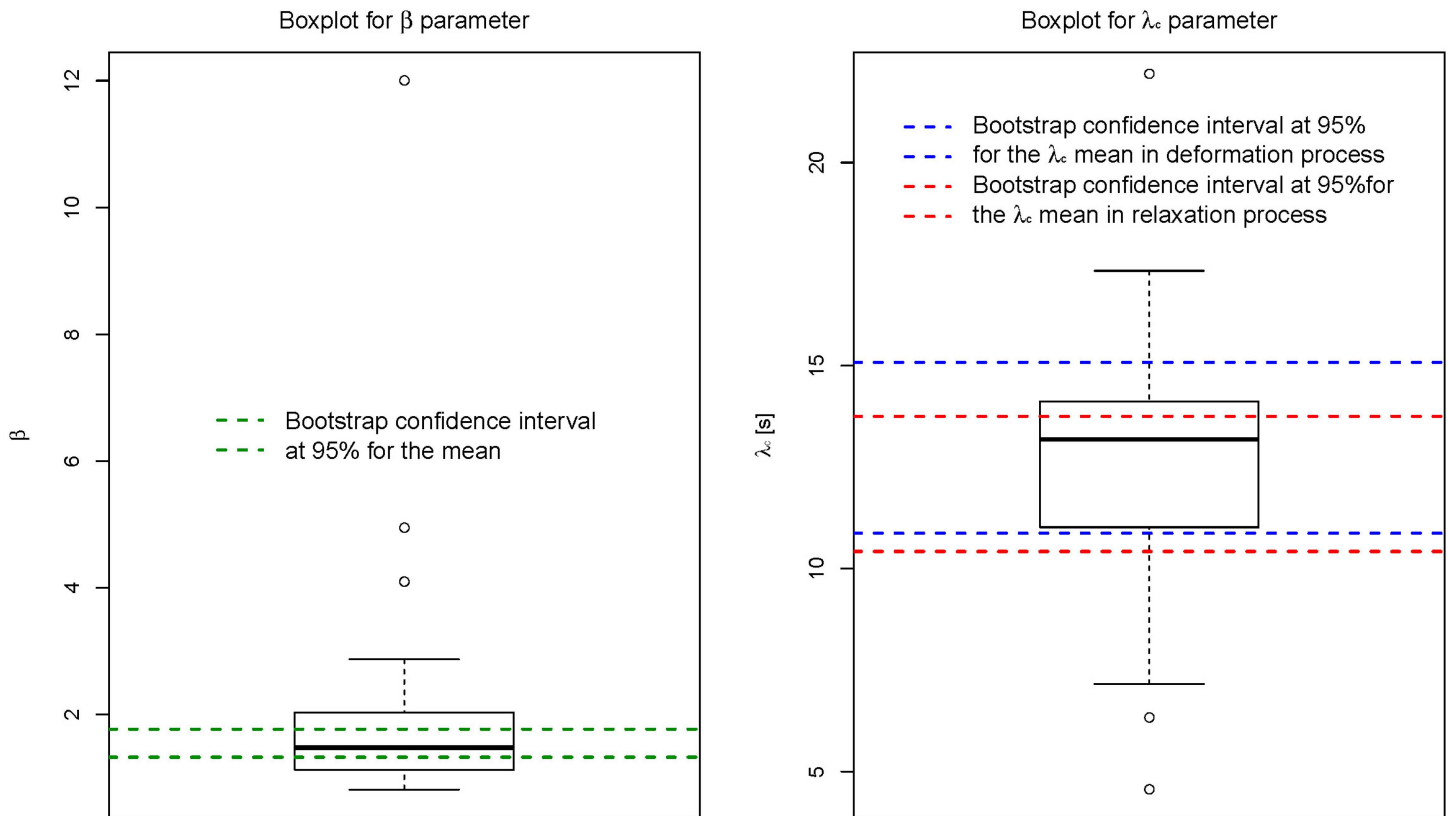 Boxplot for β parameter
12
10
8
6
4
2
β
Bootstrap confidence interval
at 95% for the mean
Boxplot for λc parameter
20
15
10
5
λc [s]
Bootstrap confidence interval at 95%
for the λc mean in deformation process
Bootstrap confidence interval at 95%for
the λc mean in relaxation process